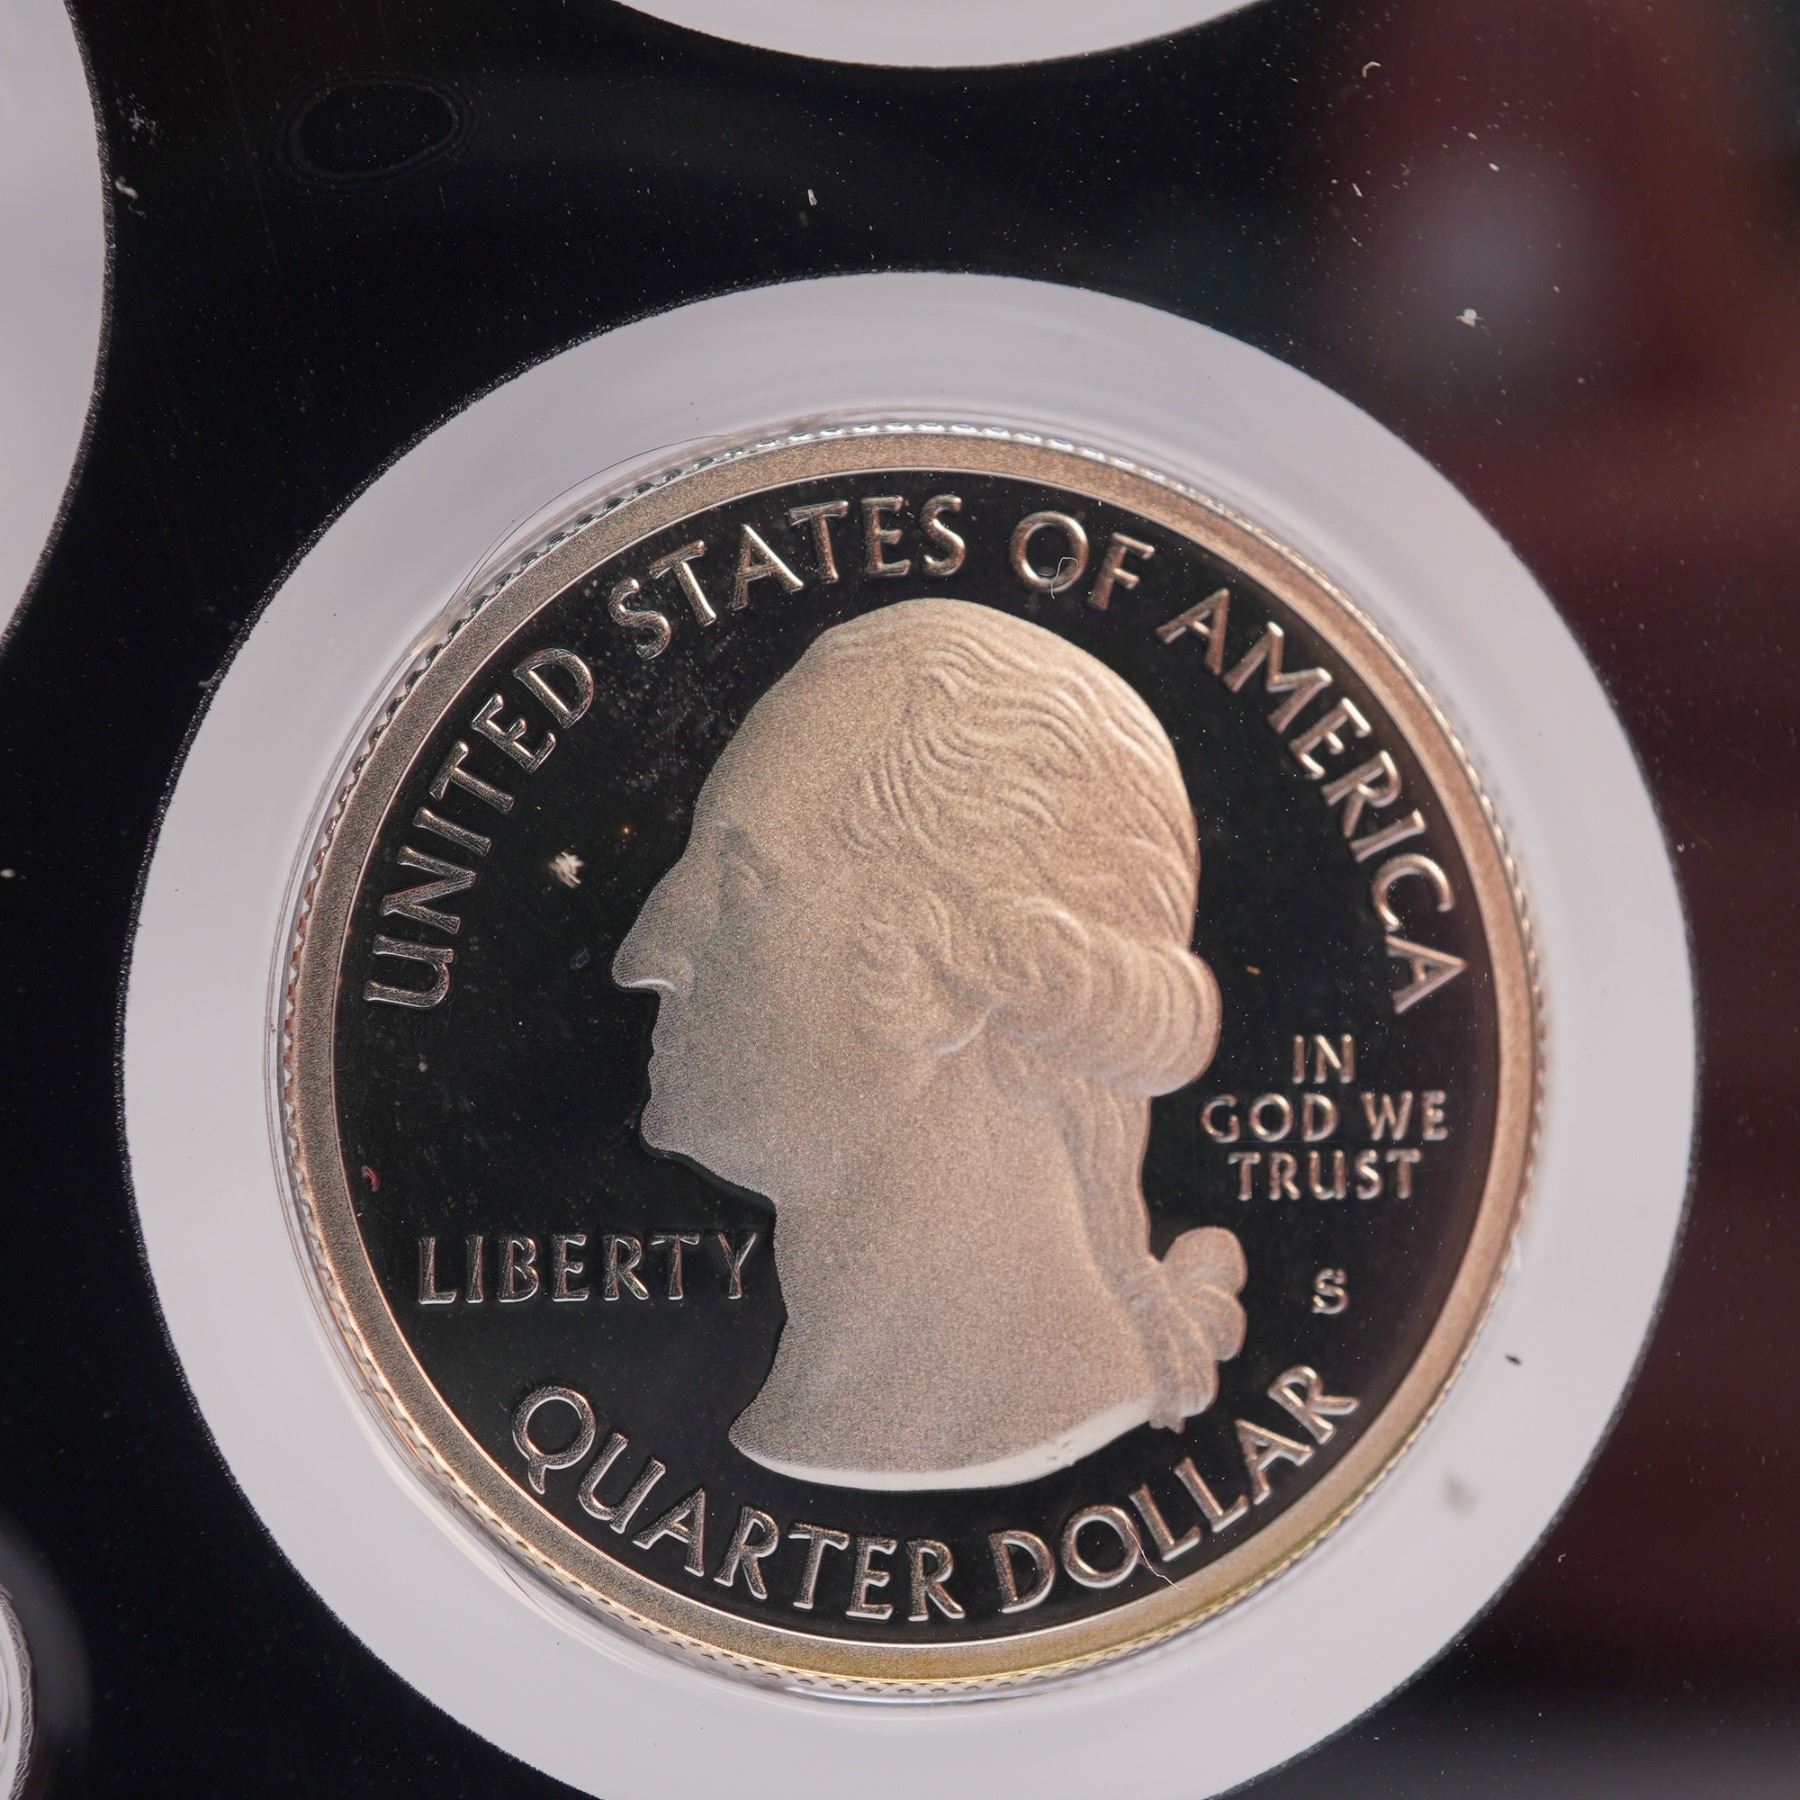 UNITED STATES OF AMERICA
IN
GOD WE
TRUST
LIBERTY
S
QUARTER DOLLAR